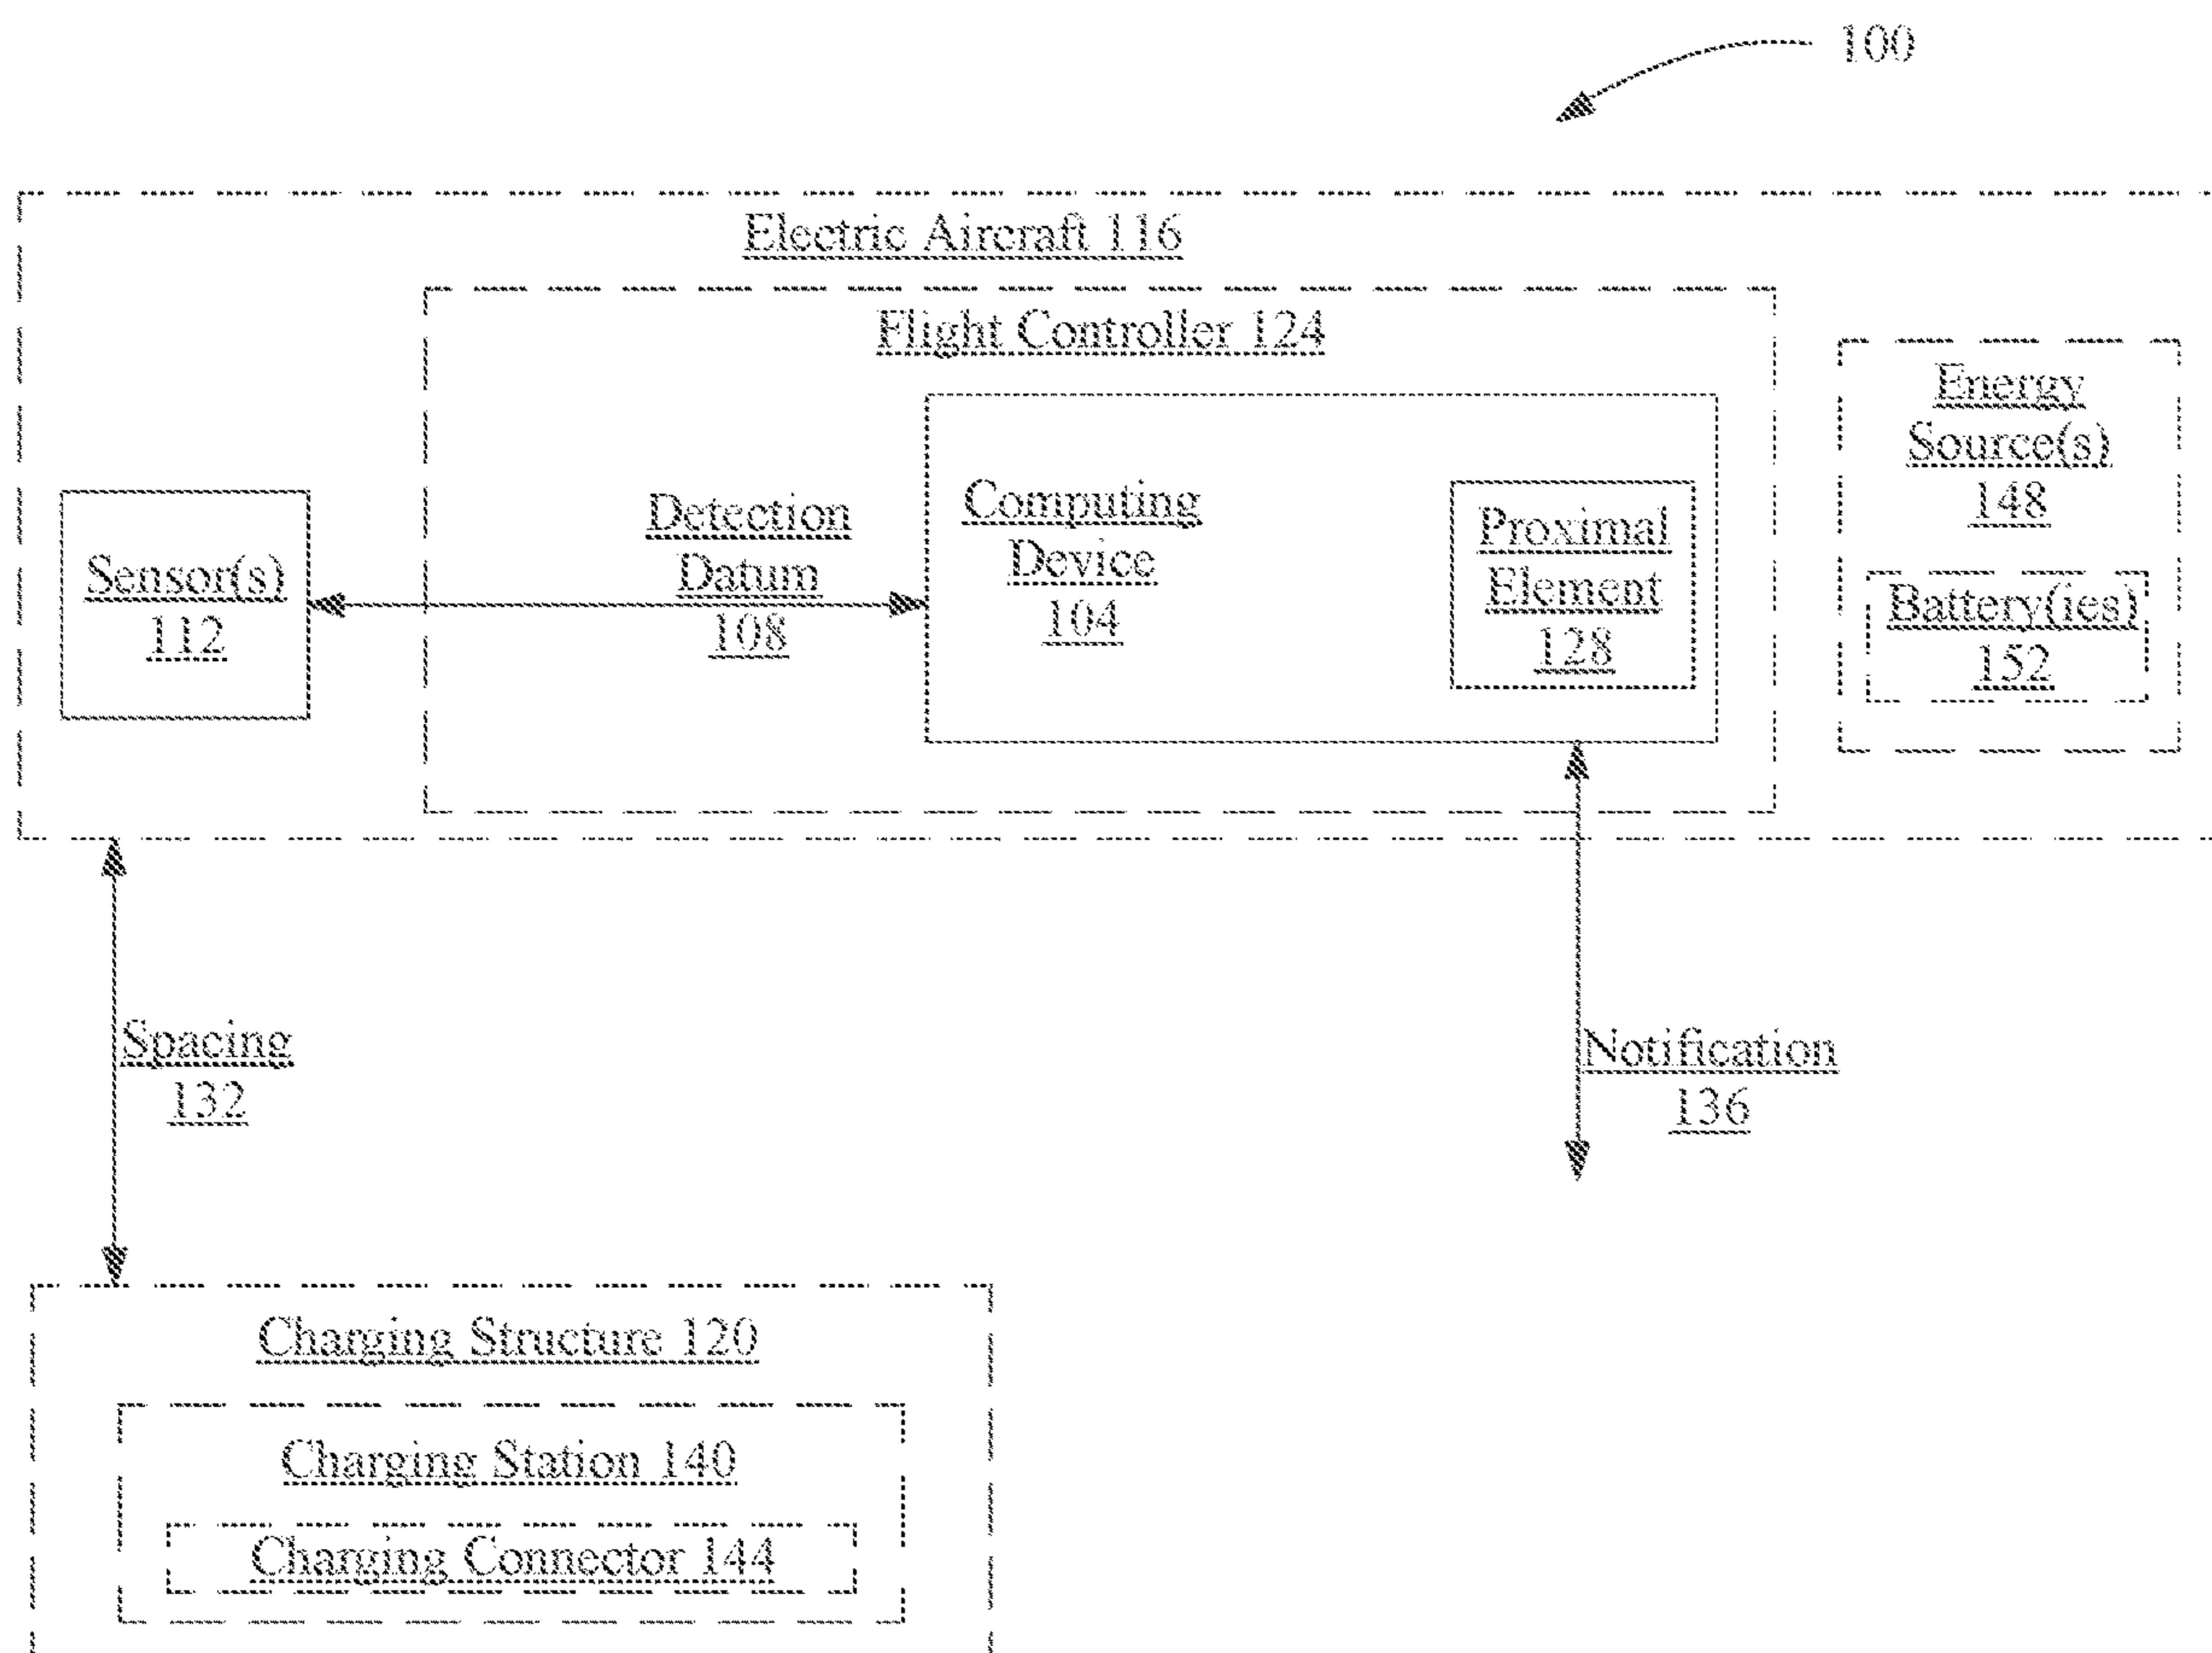 100
Electric Aircraft 116
Flight Controller 124
Energy
Source(s)
148
Battery(ies)
152
Sensor(s)
112
Detection
Datum
108
Computing
Device
104
Proximal
Element
128
Spacing
132
Notification
136
Charging Structure 120
Charging Station 140
Charging Connector 144